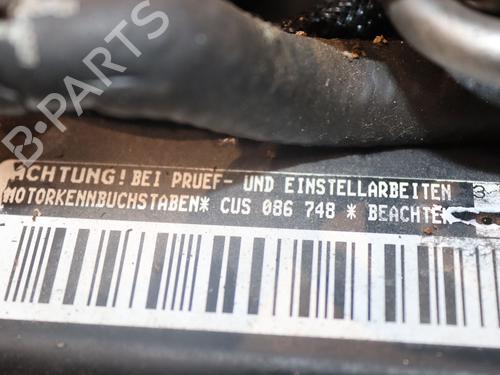 B-PARTS
ACHTUNG! BEI PRUEF- UND EINSTELLARBEITEN
MOTORKENNBUCHSTABEN* CUS 086 748 * BEACHTEN